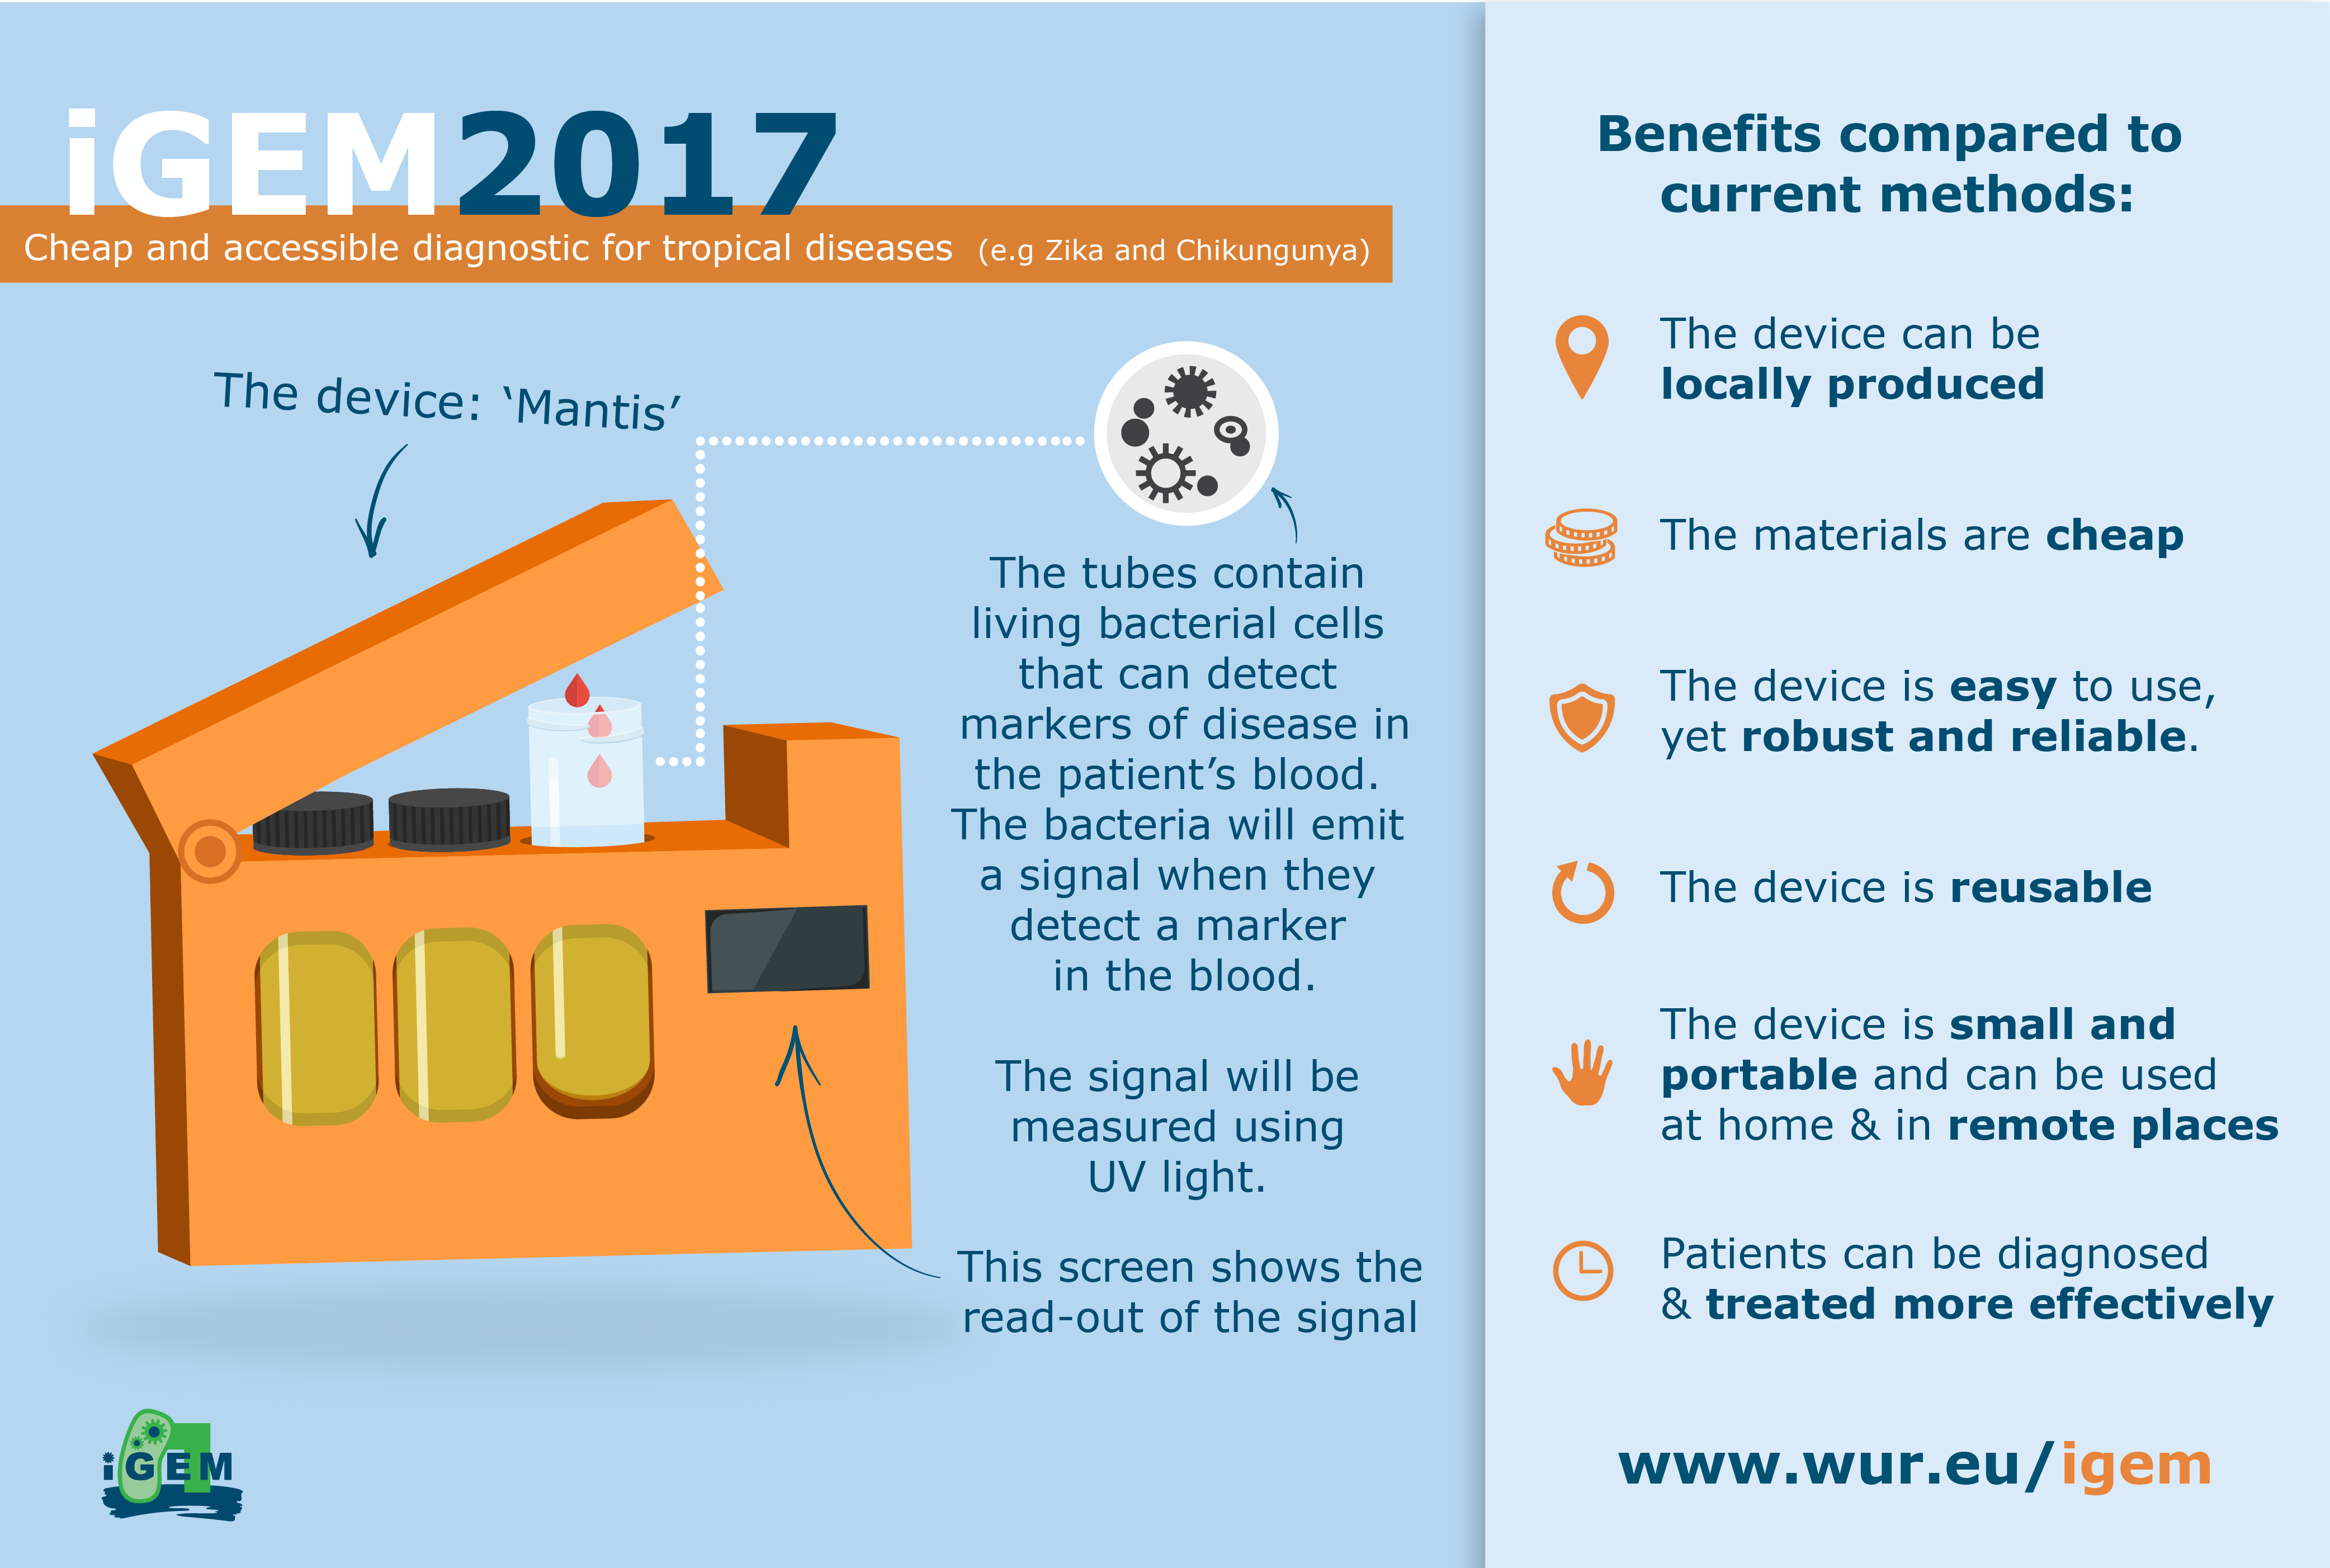 iGEM2017
Cheap and accessible diagnostic for tropical diseases (e.g Zika and Chikungunya)
The device: ‘Mantis’
The tubes contain
living bacterial cells
that can detect
markers of disease in
the patient’s blood.
The bacteria will emit
a signal when they
detect a marker
in the blood.
The signal will be
measured using
UV light.
This screen shows the
read-out of the signal
iGEM
Benefits compared to
current methods:
The device can be
locally produced
The materials are cheap
The device is easy to use,
yet robust and reliable.
The device is reusable
The device is small and
portable and can be used
at home & in remote places
Patients can be diagnosed
& treated more effectively
www.wur.eu/igem